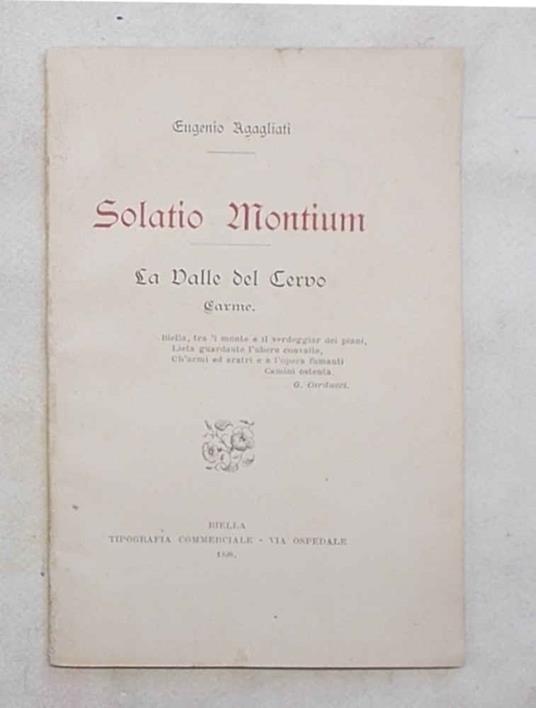 Eugenio Agagliati
Solatio Montium
La Valle del Cervo
Carme.
Biella, tra 'l monte e il verdeggiar dei piani,
Lieta guardante l'ubere convalle,
Ch'armi ed aratri e a l'opera fumanti
Camini ostenta.
G. Carducci.
BIELLA
TIPOGRAFIA COMMERCIALE - VIA OSPEDALE